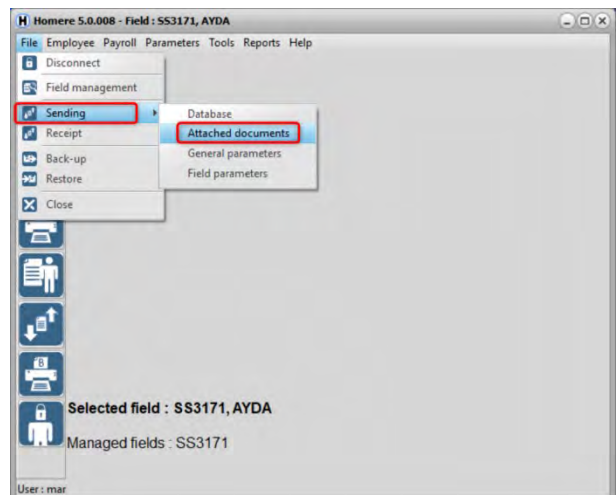 Homere 5.0.008 - Field : SS3171, AYDA
File Employee Payroll Parameters Tools Reports Help
Disconnect
Field management
Sending
Database
Receipt
Attached documents
Back-up
General parameters
Restore
Field parameters
Close
Selected field : SS3171, AYDA
Managed fields : SS3171
User : mar